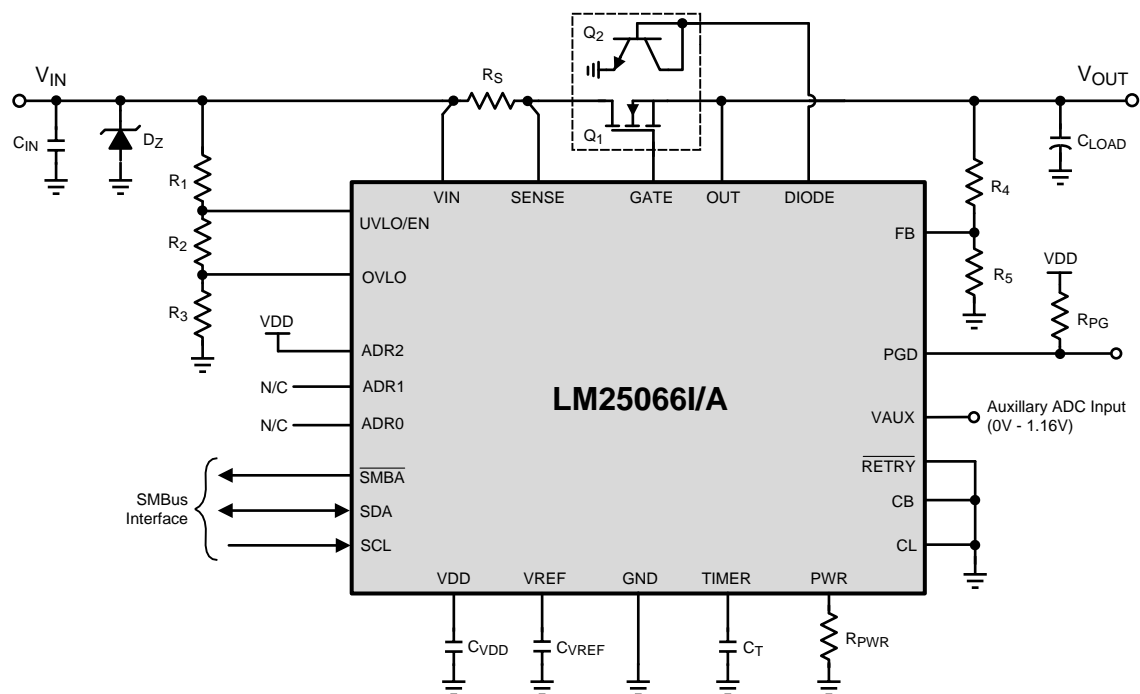 Q2
VIN
RS
VOUT
CIN
DZ
Q1
CLOAD
R1
VIN
SENSE
GATE
OUT
DIODE
R4
UVLO/EN
FB
R2
OVLO
R5
VDD
R3
VDD
RPG
ADR2
PGD
N/C
ADR1
LM25066I/A
N/C
ADR0
VAUX
Auxillary ADC Input
(0V - 1.16V)
RETRY
SMBA
SMBus
Interface
SDA
CB
SCL
CL
VDD
VREF
GND
TIMER
PWR
CVDD
CVREF
CT
RPWR